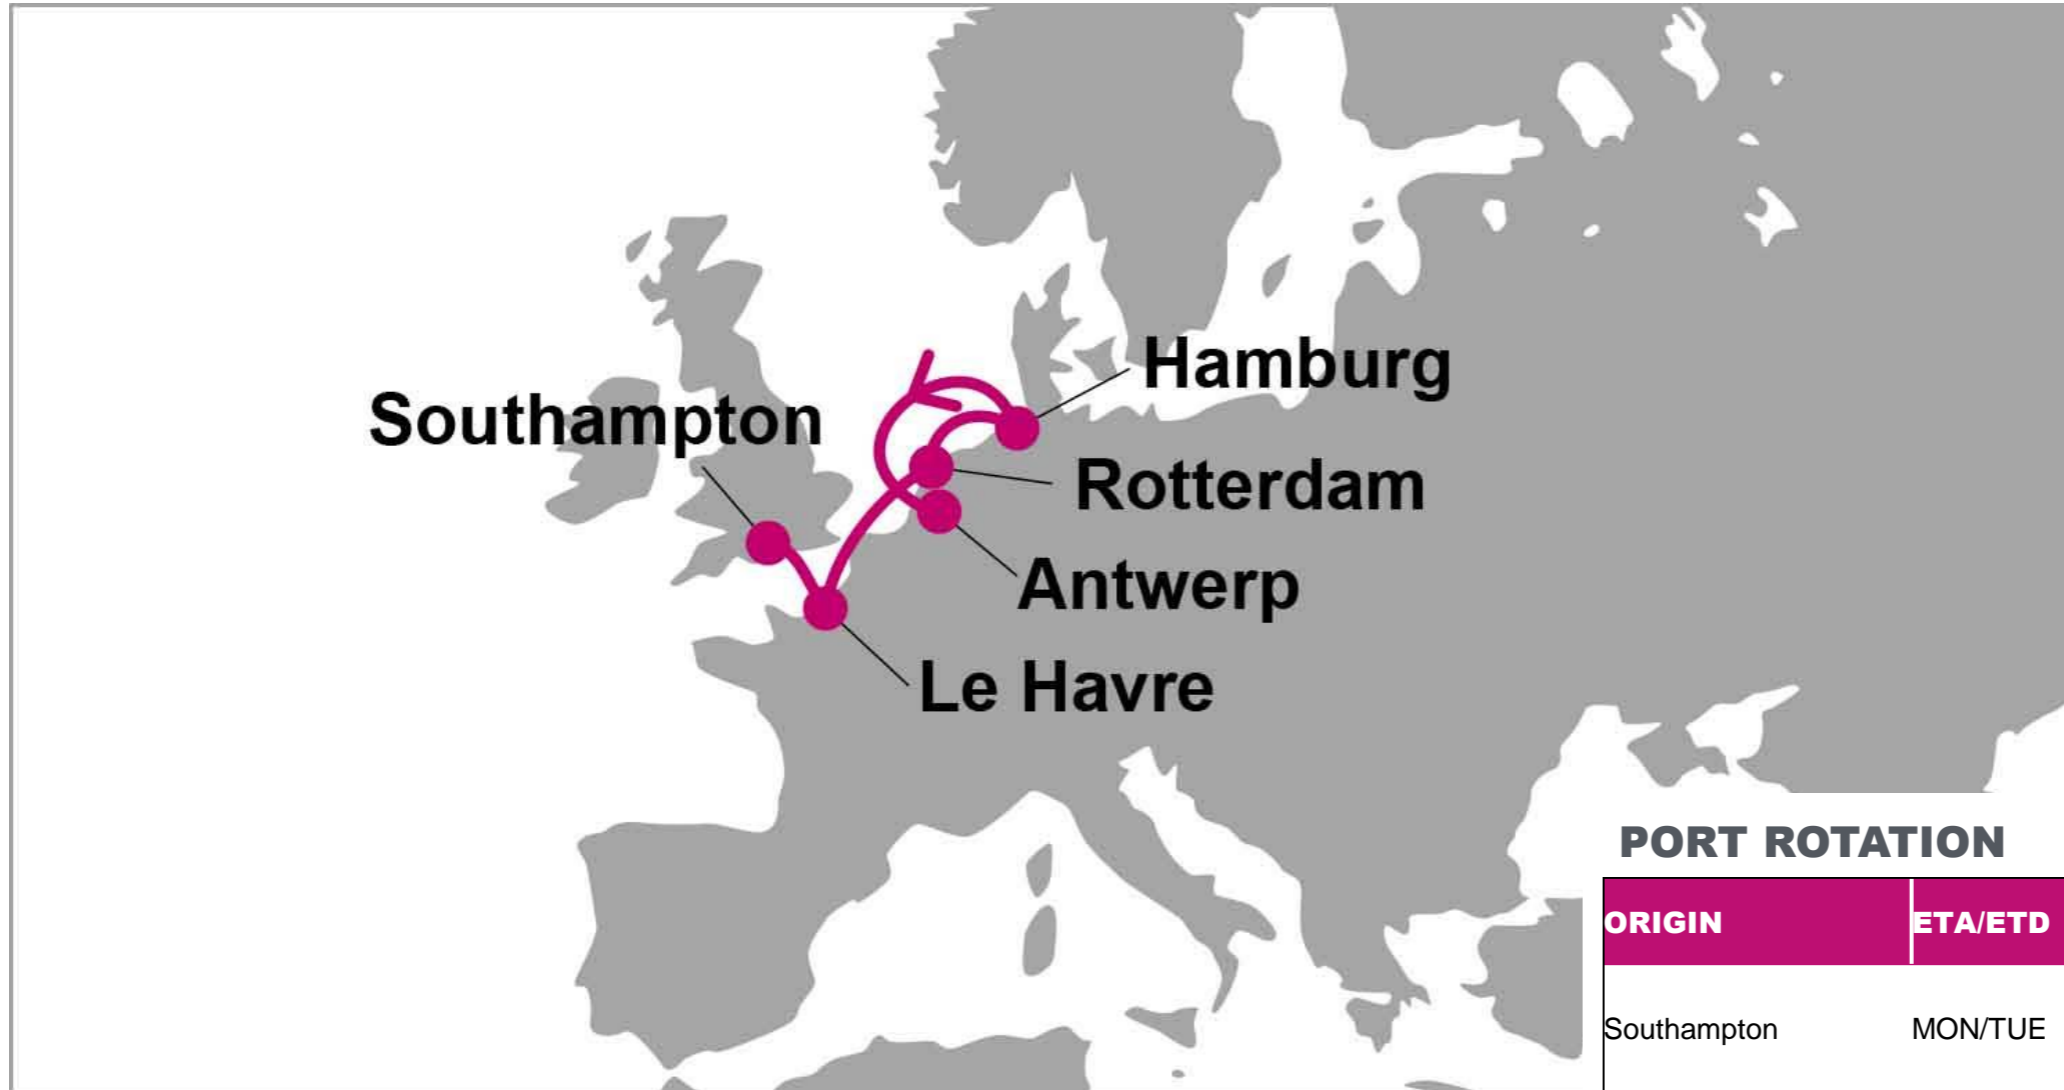 Hamburg
Southampton
Rotterdam
Antwerp
Le Havre
PORT ROTATION
ORIGIN ETA/ETD
Southampton MON/TUE